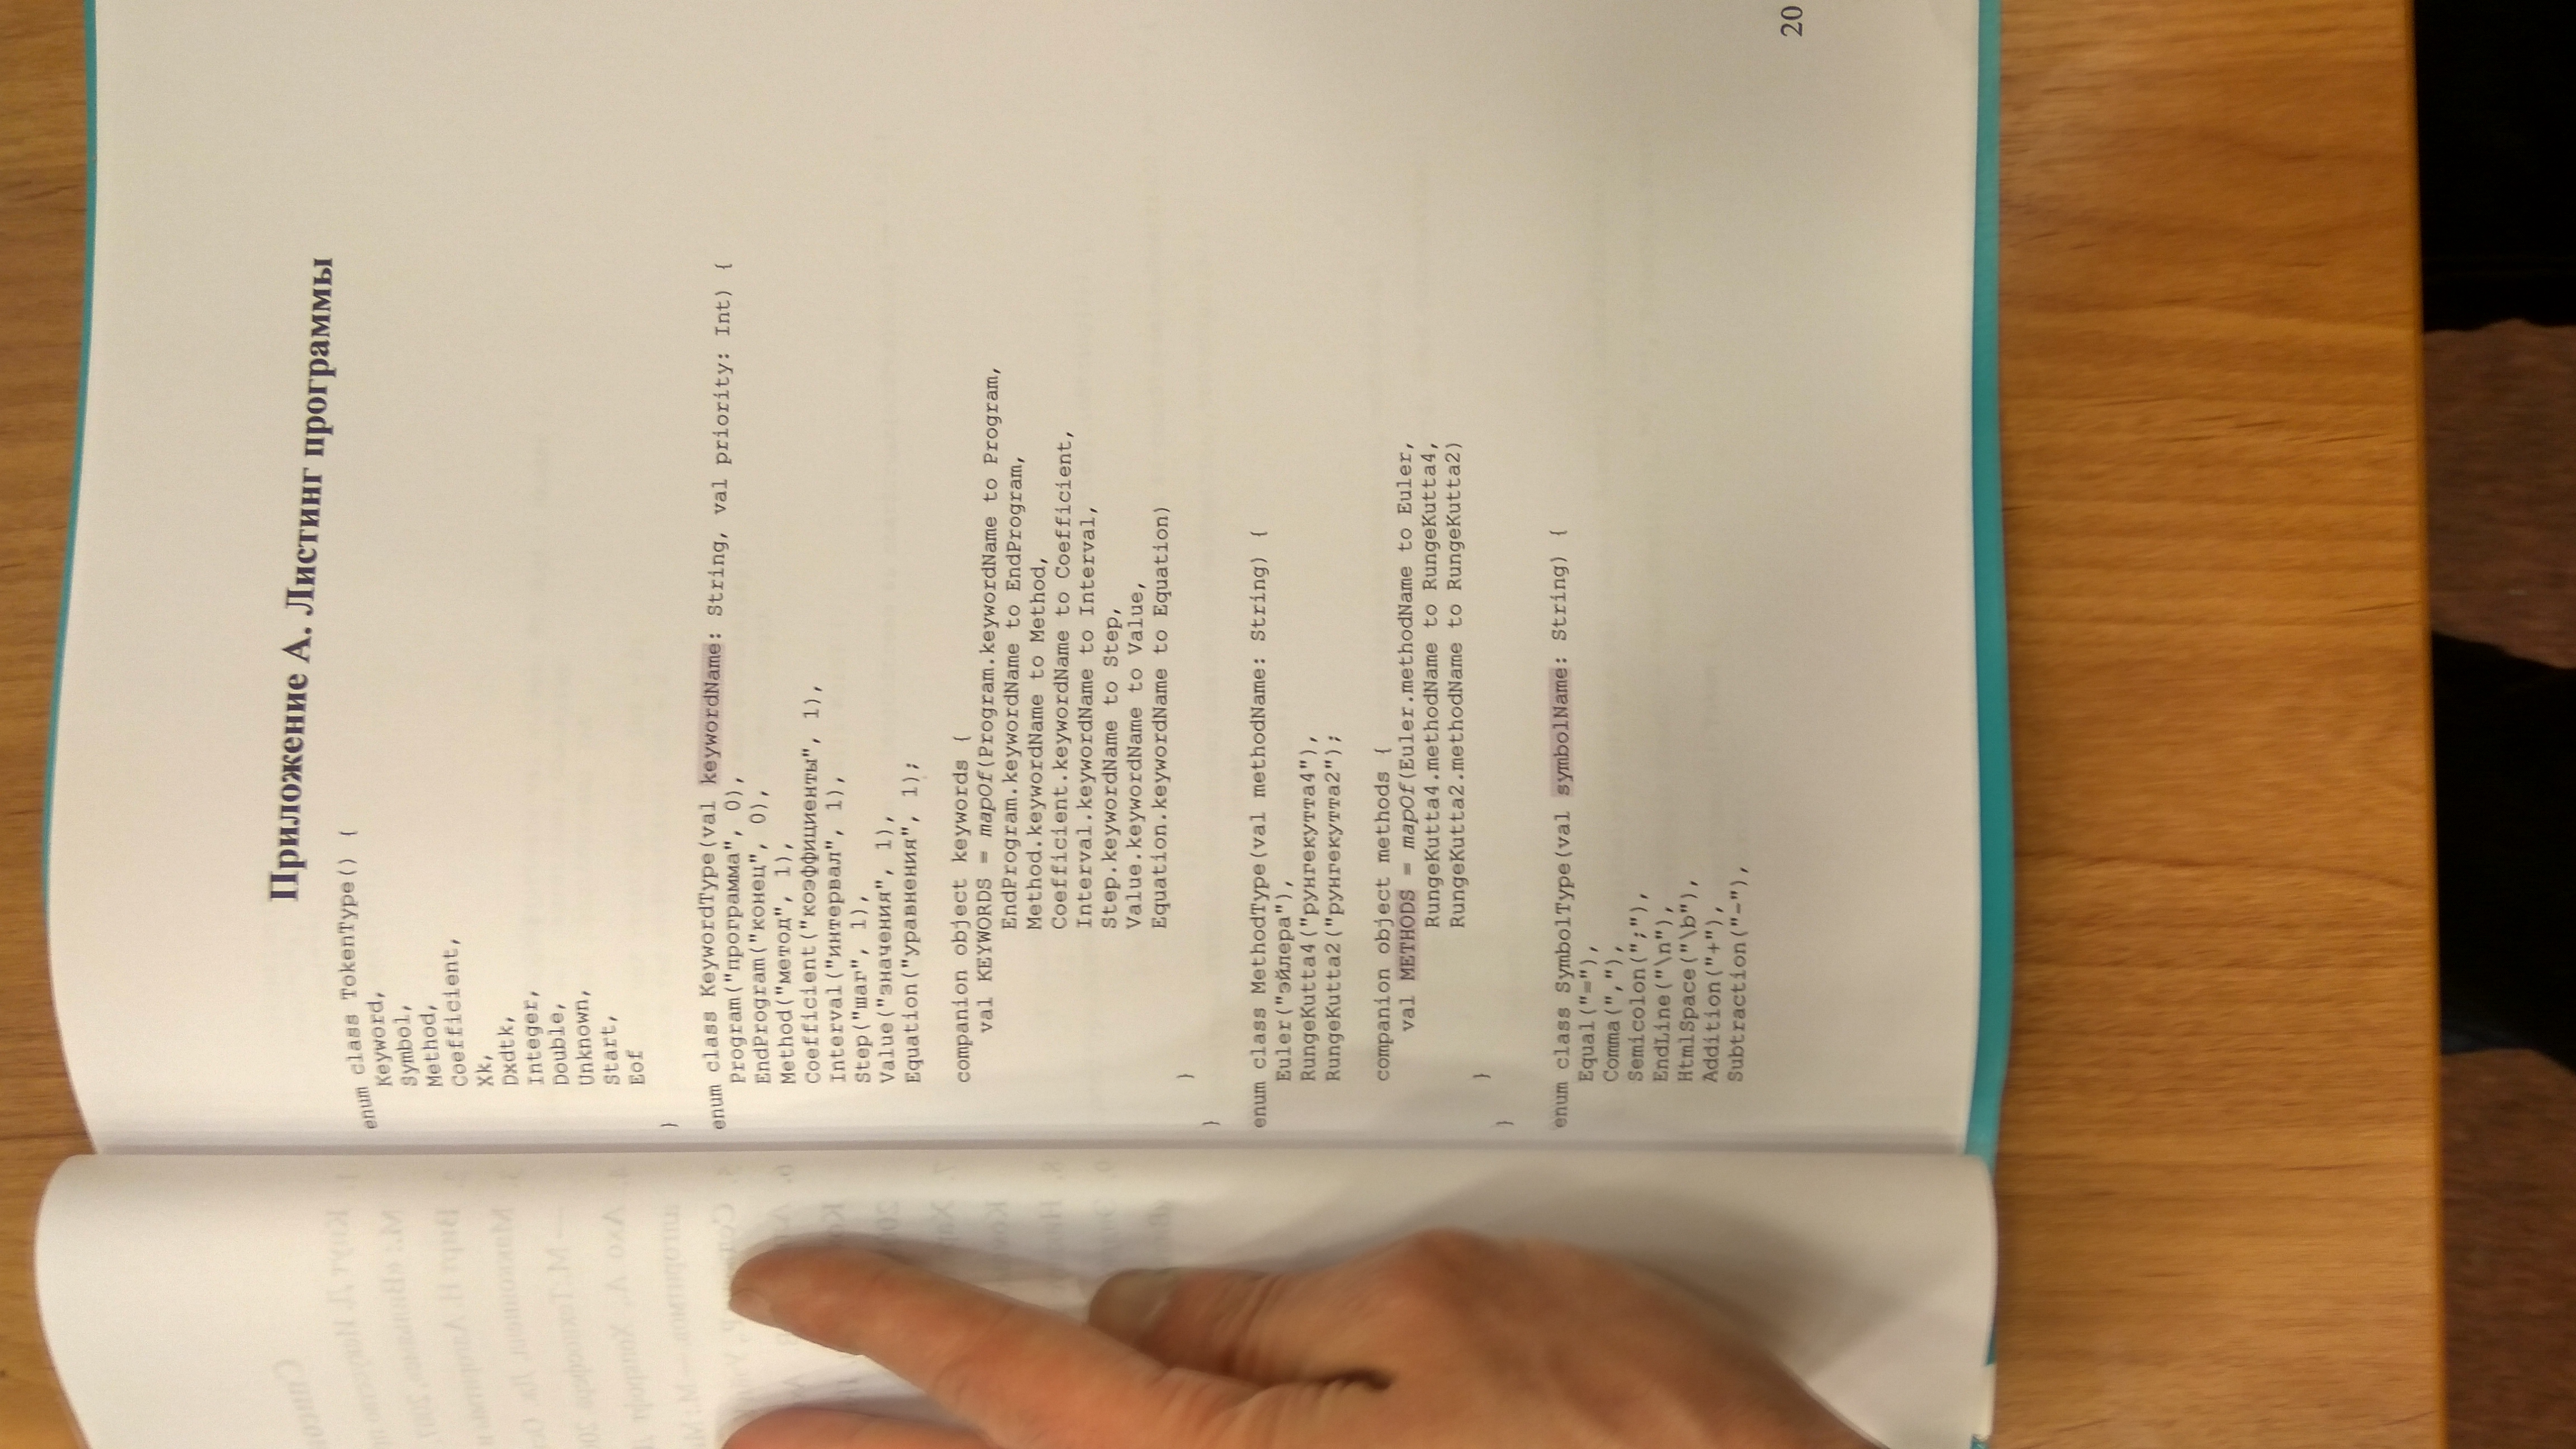 Приложение А. Листинг программы
enum class TokenType() {
    Keyword,
    Symbol,
    Method,
    Coefficient,
    Xk,
    Dxdtk,
    Integer,
    Double,
    Unknown,
    Start,
    Eof
}
enum class KeywordType(val keywordName: String, val priority: Int) {
    Program("программа", 0),
    EndProgram("конец", 0),
    Method("метод", 1),
    Coefficient("коэффициенты", 1),
    Interval("интервал", 1),
    Step("шаг", 1),
    Value("значения", 1),
    Equation("уравнения", 1);
    companion object keywords {
        val KEYWORDS = mapOf(Program.keywordName to Program,
                EndProgram.keywordName to EndProgram,
                Method.keywordName to Method,
                Coefficient.keywordName to Coefficient,
                Interval.keywordName to Interval,
                Step.keywordName to Step,
                Value.keywordName to Value,
                Equation.keywordName to Equation)
    }
}
enum class MethodType(val methodName: String) {
    Euler("эйлера"),
    RungeKutta4("рунгекутта4"),
    RungeKutta2("рунгекутта2");
    companion object methods {
        val METHODS = mapOf(Euler.methodName to Euler,
                RungeKutta4.methodName to RungeKutta4,
                RungeKutta2.methodName to RungeKutta2)
    }
}
enum class SymbolType(val symbolName: String) {
    Equal("="),
    Comma(","),
    Semicolon(";"),
    EndLine("\n"),
    HtmlSpace("\b"),
    Addition("+"),
    Subtraction("-"),
20